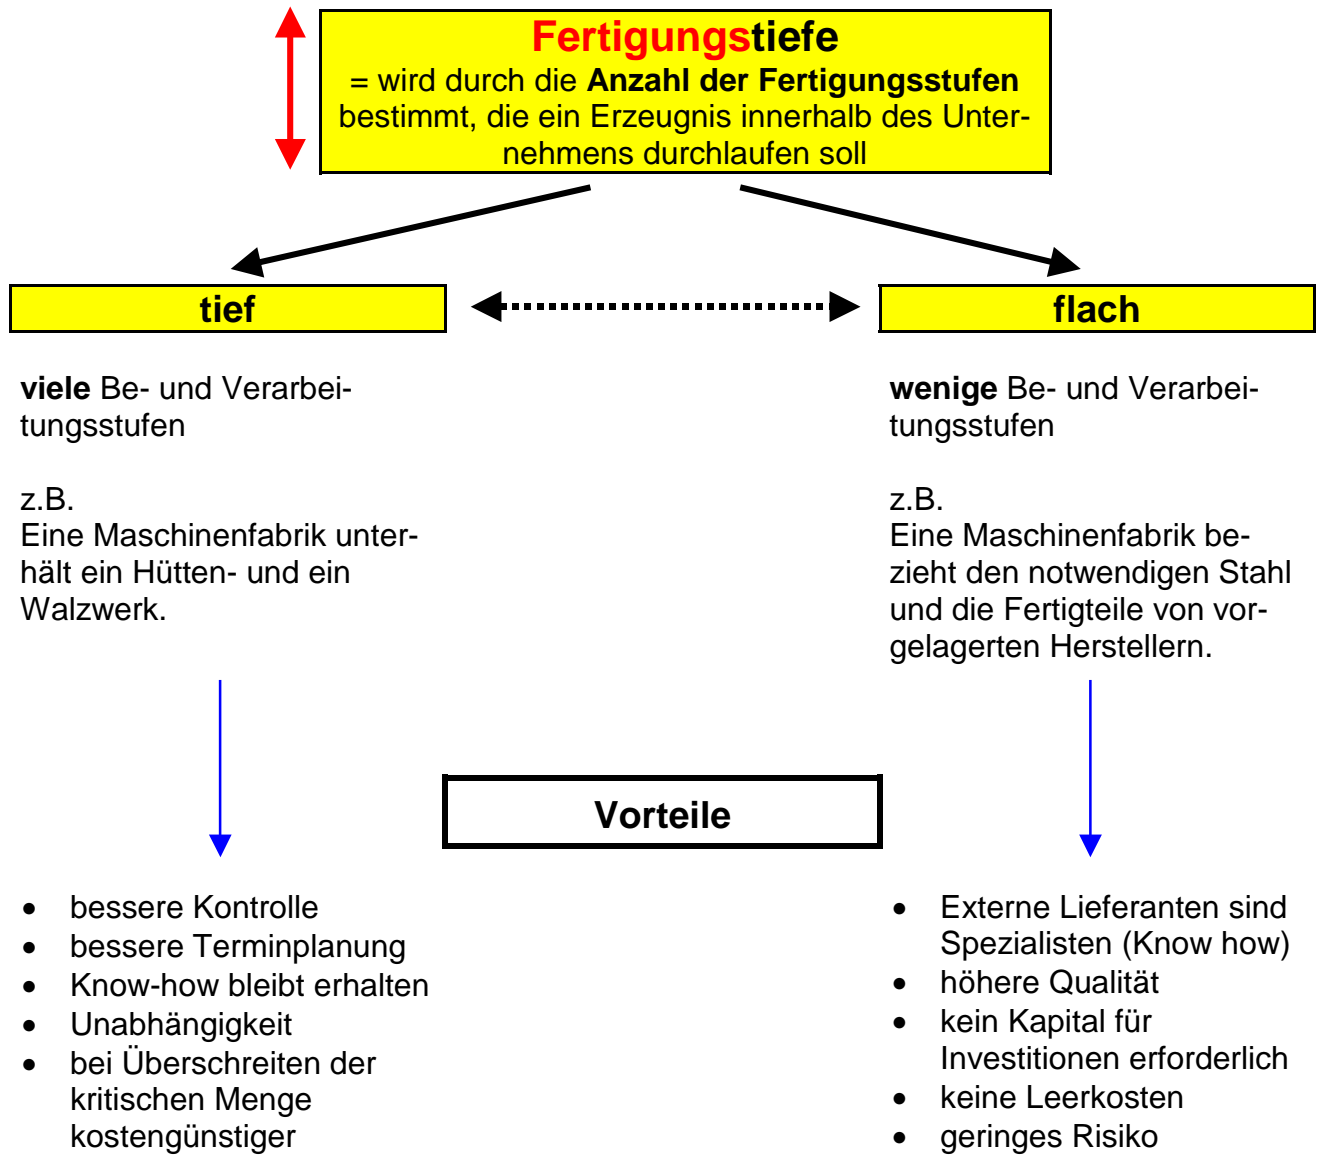 Fertigungstiefe
= wird durch die Anzahl der Fertigungsstufen
bestimmt, die ein Erzeugnis innerhalb des Unter-
nehmens durchlaufen soll
tief
flach
viele Be- und Verarbei-
tungsstufen
z.B.
Eine Maschinenfabrik unter-
hält ein Hütten- und ein
Walzwerk.
wenige Be- und Verarbei-
tungsstufen
z.B.
Eine Maschinenfabrik be-
zieht den notwendigen Stahl
und die Fertigteile von vor-
gelagerten Herstellern.
Vorteile
• bessere Kontrolle
• bessere Terminplanung
• Know-how bleibt erhalten
• Unabhängigkeit
• bei Überschreiten der
kritischen Menge
kostengünstiger
• Externe Lieferanten sind
Spezialisten (Know how)
• höhere Qualität
• kein Kapital für
Investitionen erforderlich
• keine Leerkosten
• geringes Risiko